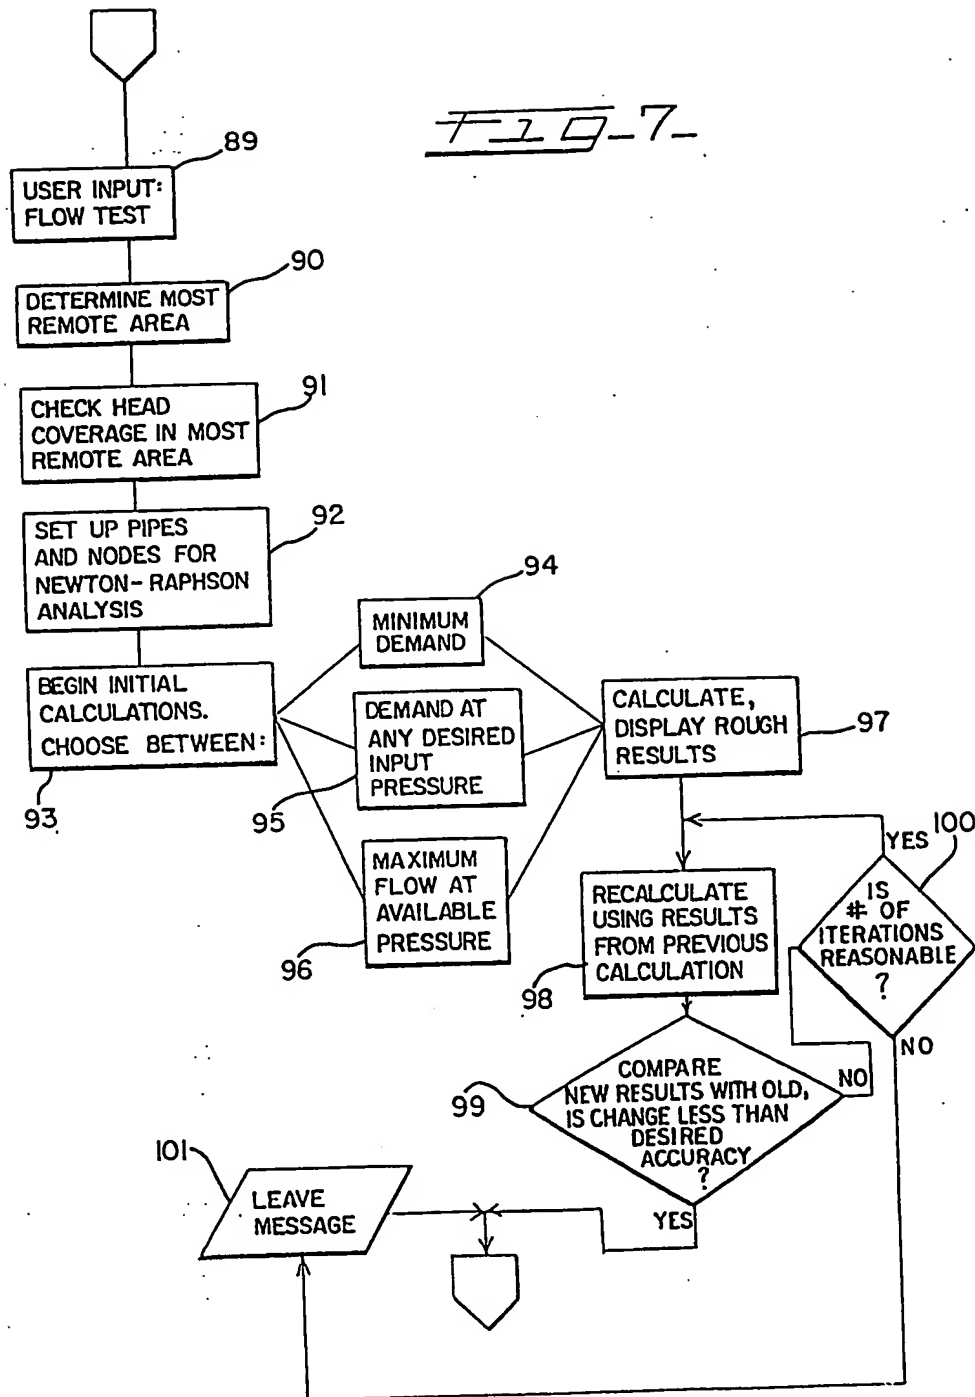 Fig-7-
89
USER INPUT:
FLOW TEST
90
DETERMINE MOST
REMOTE AREA
91
CHECK HEAD
COVERAGE IN MOST
REMOTE AREA
92
SET UP PIPES
AND NODES FOR
NEWTON-RAPHSON
ANALYSIS
BEGIN INITIAL
CALCULATIONS.
CHOOSE BETWEEN:
93
94
MINIMUM
DEMAND
DEMAND AT
ANY DESIRED
INPUT
PRESSURE
95
MAXIMUM
FLOW AT
AVAILABLE
PRESSURE
96
CALCULATE,
DISPLAY ROUGH
RESULTS
97
RECALCULATE
USING RESULTS
FROM PREVIOUS
CALCULATION
98
COMPARE
NEW RESULTS WITH OLD,
IS CHANGE LESS THAN
DESIRED
ACCURACY
?
99
NO
YES
100
YES
IS
# OF
ITERATIONS
REASONABLE
?
NO
101
LEAVE
MESSAGE